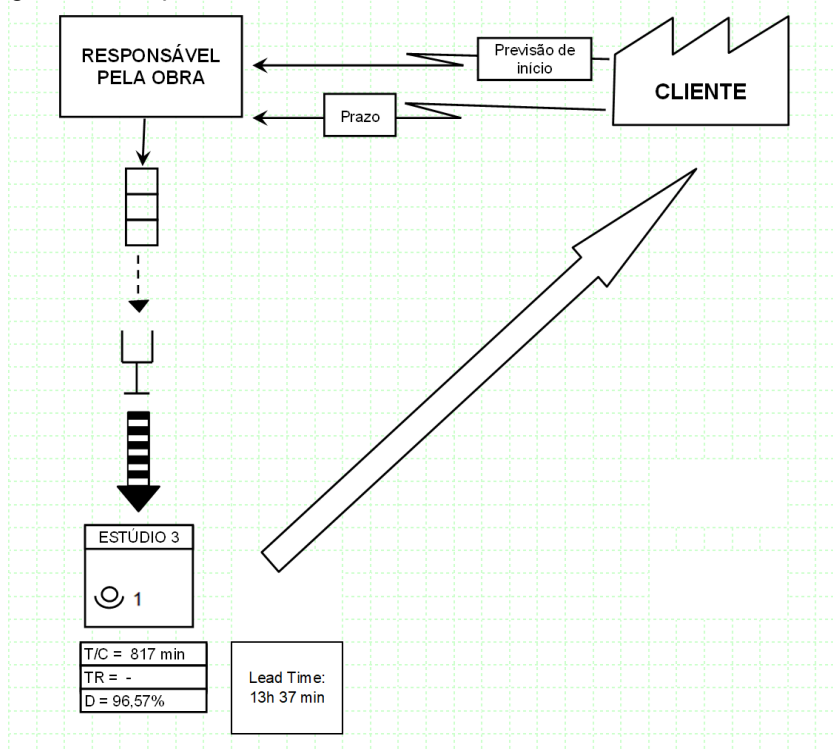 RESPONSÁVEL
PELA OBRA
Previsão de
início
CLIENTE
Prazo
ESTÚDIO 3
1
T/C = 817 min
TR = -
D = 96,57%
Lead Time:
13h 37 min